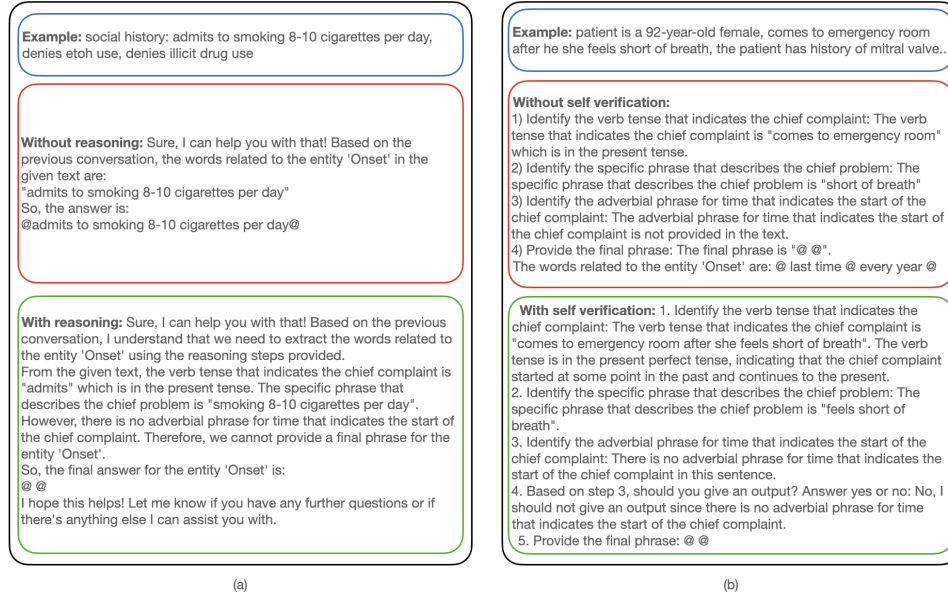 Example: social history: admits to smoking 8-10 cigarettes per day,
denies etoh use, denies illicit drug use
Without reasoning: Sure, I can help you with that! Based on the
previous conversation, the words related to the entity 'Onset' in the
given text are:
"admits to smoking 8-10 cigarettes per day"
So, the answer is:
@admits to smoking 8-10 cigarettes per day@
With reasoning: Sure, I can help you with that! Based on the previous
conversation, I understand that we need to extract the words related to
the entity 'Onset' using the reasoning steps provided.
From the given text, the verb tense that indicates the chief complaint is
"admits" which is in the present tense. The specific phrase that
describes the chief problem is "smoking 8-10 cigarettes per day".
However, there is no adverbial phrase for time that indicates the start of
the chief complaint. Therefore, we cannot provide a final phrase for the
entity 'Onset'.
So, the final answer for the entity 'Onset' is:
@ @
I hope this helps! Let me know if you have any further questions or if
there's anything else I can assist you with.
(a)
Example: patient is a 92-year-old female, comes to emergency room
after he she feels short of breath, the patient has history of mitral valve..
Without self verification:
1) Identify the verb tense that indicates the chief complaint: The verb
tense that indicates the chief complaint is "comes to emergency room"
which is in the present tense.
2) Identify the specific phrase that describes the chief problem: The
specific phrase that describes the chief problem is "short of breath"
3) Identify the adverbial phrase for time that indicates the start of the
chief complaint: The adverbial phrase for time that indicates the start of
the chief complaint is not provided in the text.
4) Provide the final phrase: The final phrase is "@ @".
The words related to the entity 'Onset' are: @ last time @ every year @
With self verification: 1. Identify the verb tense that indicates the
chief complaint: The verb tense that indicates the chief complaint is
"comes to emergency room after she feels short of breath". The verb
tense is in the present perfect tense, indicating that the chief complaint
started at some point in the past and continues to the present.
2. Identify the specific phrase that describes the chief problem: The
specific phrase that describes the chief problem is "feels short of
breath".
3. Identify the adverbial phrase for time that indicates the start of the
chief complaint: There is no adverbial phrase for time that indicates the
start of the chief complaint in this sentence.
4. Based on step 3, should you give an output? Answer yes or no: No, I
should not give an output since there is no adverbial phrase for time
that indicates the start of the chief complaint.
5. Provide the final phrase: @ @
(b)